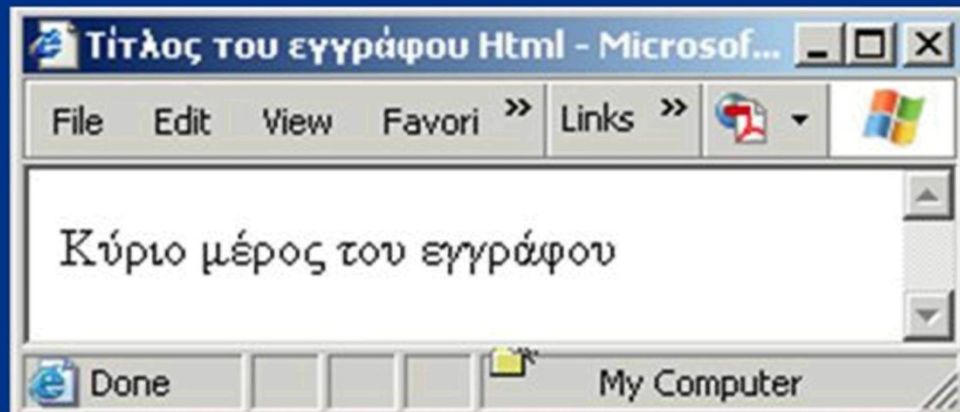 Τίτλος του εγγράφου Html - Microsof...
File Edit View Favori » Links »
Κύριο μέρος του εγγράφου
Done My Computer